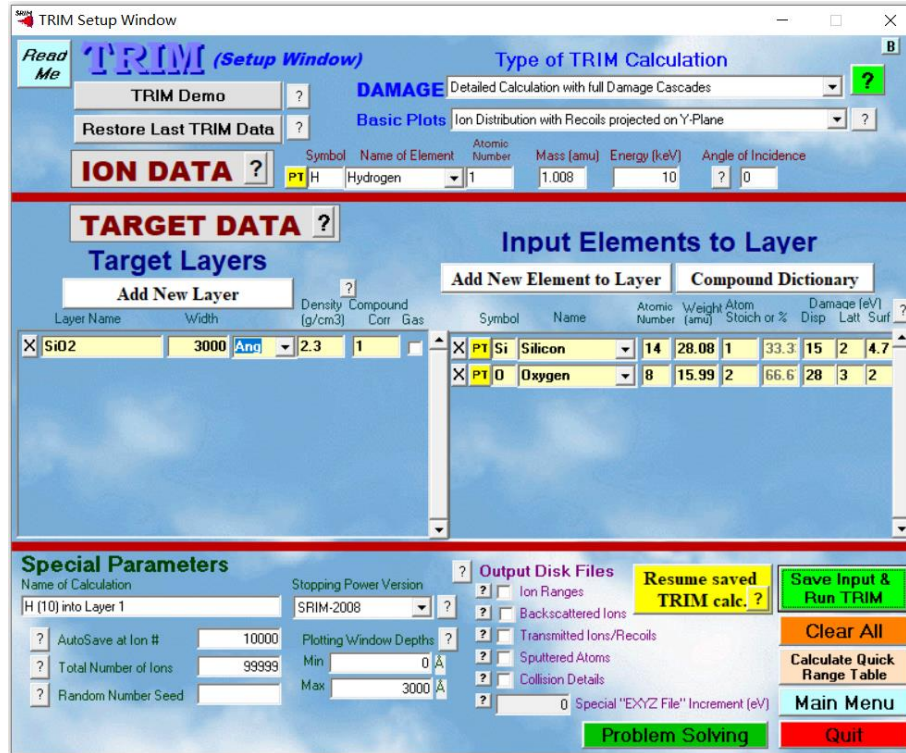 SRIM TRIM Setup Window
Read Me
TRIM (Setup Window)
Type of TRIM Calculation
B
TRIM Demo ?
DAMAGE Detailed Calculation with full Damage Cascades ?
Restore Last TRIM Data ?
Basic Plots Ion Distribution with Recoils projected on Y-Plane ?
ION DATA ?
Symbol Name of Element Atomic Number Mass (amu) Energy (keV) Angle of Incidence
PT H Hydrogen 1 1.008 10 ? 0
TARGET DATA ?
Target Layers
Add New Layer
?
Layer Name Width Density (g/cm3) Compound Corr Gas
X SiO2 3000 Ang 2.3 1
Input Elements to Layer
Add New Element to Layer Compound Dictionary
Symbol Name Atomic Number Weight (amu) Atom Stoich or % Damage (eV) Disp Latt Surf ?
X PT Si Silicon 14 28.08 1 33.3 15 2 4.7
X PT O Oxygen 8 15.99 2 66.6 28 3 2
Special Parameters
Name of Calculation
H (10) into Layer 1
Stopping Power Version
SRIM-2008 ?
? AutoSave at Ion # 10000
? Total Number of Ions 99999
? Random Number Seed
Plotting Window Depths ?
Min 0 Å
Max 3000 Å
? Output Disk Files
? Ion Ranges
? Backscattered Ions
? Transmitted Ions/Recoils
? Sputtered Atoms
? Collision Details
? 0 Special "EXYZ File" Increment (eV)
Resume saved TRIM calc. ?
Save Input & Run TRIM
Clear All
Calculate Quick Range Table
Main Menu
Problem Solving
Quit